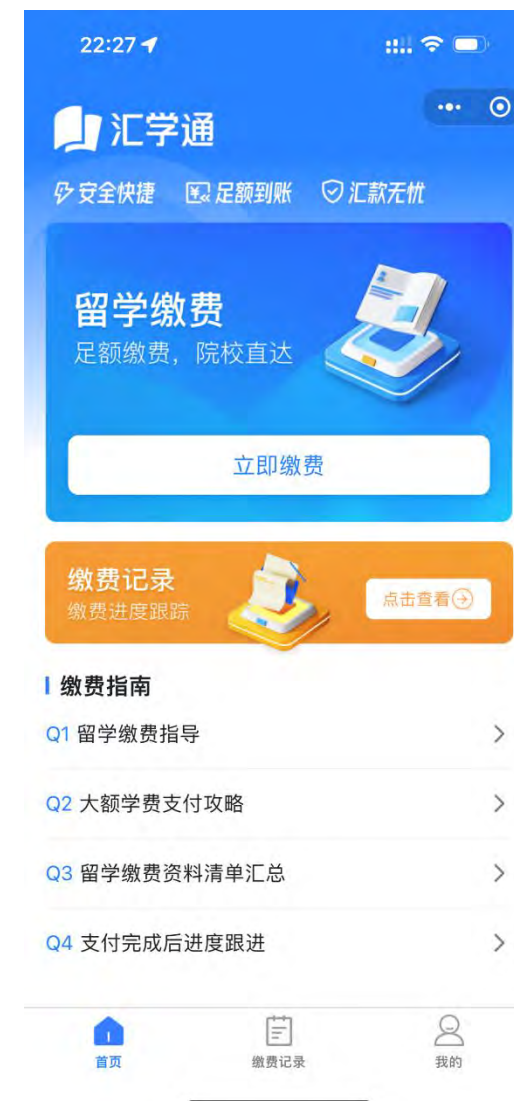 22:27
汇学通
安全快捷 足额到账 汇款无忧
留学缴费
足额缴费，院校直达
立即缴费
缴费记录
缴费进度跟踪
点击查看
缴费指南
Q1 留学缴费指导
Q2 大额学费支付攻略
Q3 留学缴费资料清单汇总
Q4 支付完成后进度跟进
首页 缴费记录 我的